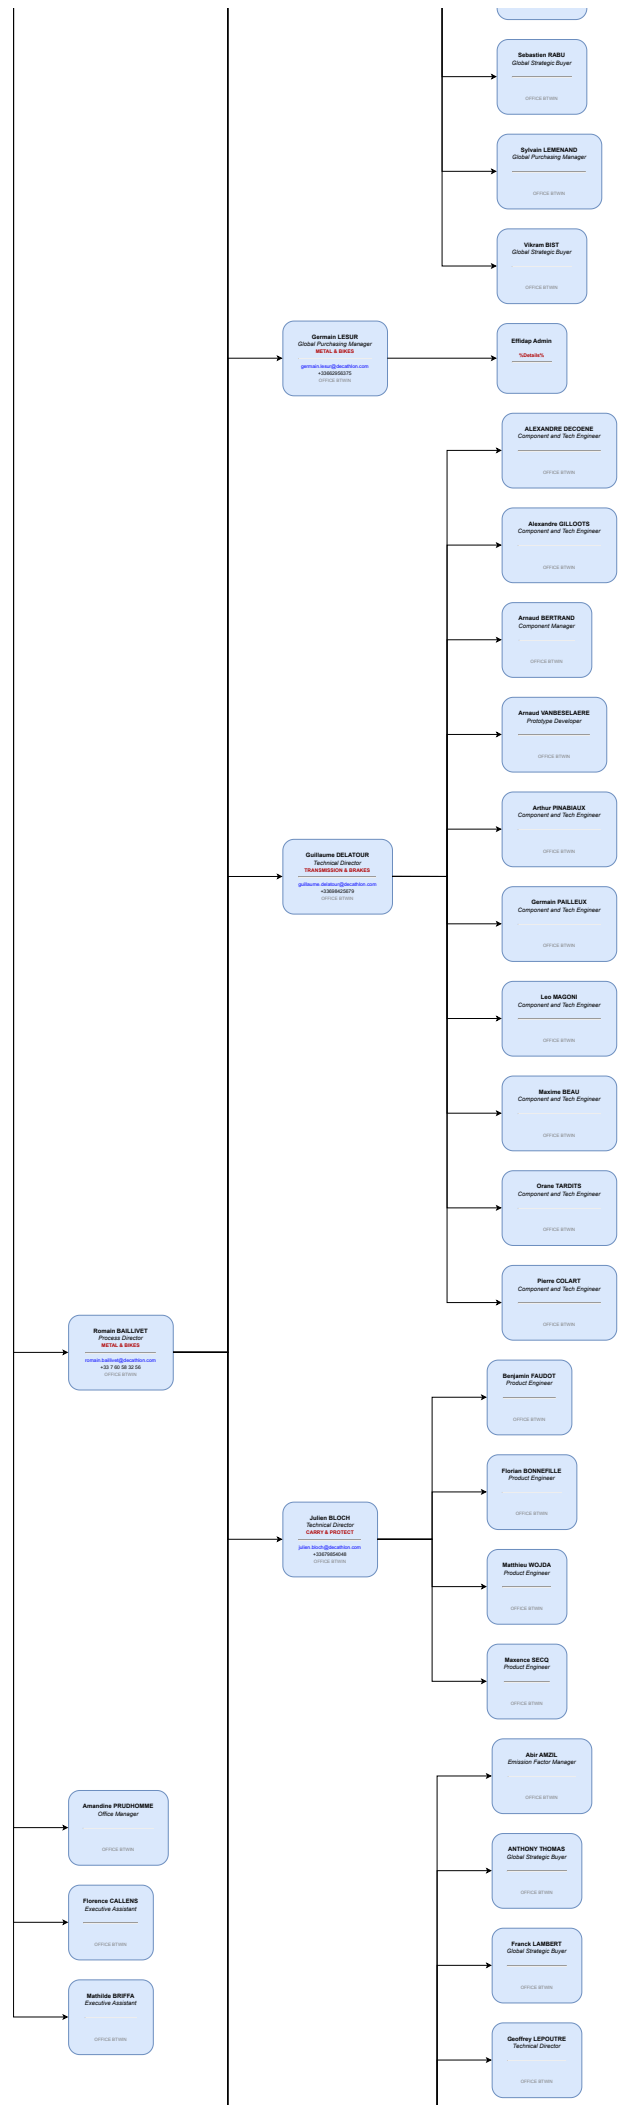 Sebastien RABU
Global Strategic Buyer
OFFICE BTWIN
Sylvain LEMENAND
Global Purchasing Manager
OFFICE BTWIN
Vikram BIST
Global Strategic Buyer
OFFICE BTWIN
Germain LESUR
Global Purchasing Manager
METAL & BIKES
germain.lesur@decathlon.com
+33662956375
OFFICE BTWIN
Effidap Admin
%Details%
ALEXANDRE DECOENE
Component and Tech Engineer
OFFICE BTWIN
Alexandre GILLOOTS
Component and Tech Engineer
OFFICE BTWIN
Arnaud BERTRAND
Component Manager
OFFICE BTWIN
Arnaud VANBESELAERE
Prototype Developer
OFFICE BTWIN
Arthur PINABIAUX
Component and Tech Engineer
OFFICE BTWIN
Guillaume DELATOUR
Technical Director
TRANSMISSION & BRAKES
guillaume.delatour@decathlon.com
+33698425679
OFFICE BTWIN
Germain PAILLEUX
Component and Tech Engineer
OFFICE BTWIN
Leo MAGONI
Component and Tech Engineer
OFFICE BTWIN
Maxime BEAU
Component and Tech Engineer
OFFICE BTWIN
Orane TARDITS
Component and Tech Engineer
OFFICE BTWIN
Pierre COLART
Component and Tech Engineer
OFFICE BTWIN
Romain BAILLIVET
Process Director
METAL & BIKES
romain.baillivet@decathlon.com
+33 7 60 58 32 56
OFFICE BTWIN
Benjamin FAUDOT
Product Engineer
OFFICE BTWIN
Florian BONNEFILLE
Product Engineer
OFFICE BTWIN
Julien BLOCH
Technical Director
CARRY & PROTECT
julien.bloch@decathlon.com
+33679854048
OFFICE BTWIN
Matthieu WOJDA
Product Engineer
OFFICE BTWIN
Maxence SECQ
Product Engineer
OFFICE BTWIN
Abir AMZIL
Emission Factor Manager
OFFICE BTWIN
Amandine PRUDHOMME
Office Manager
OFFICE BTWIN
ANTHONY THOMAS
Global Strategic Buyer
OFFICE BTWIN
Florence CALLENS
Executive Assistant
OFFICE BTWIN
Franck LAMBERT
Global Strategic Buyer
OFFICE BTWIN
Mathilde BRIFFA
Executive Assistant
OFFICE BTWIN
Geoffrey LEPOUTRE
Technical Director
OFFICE BTWIN